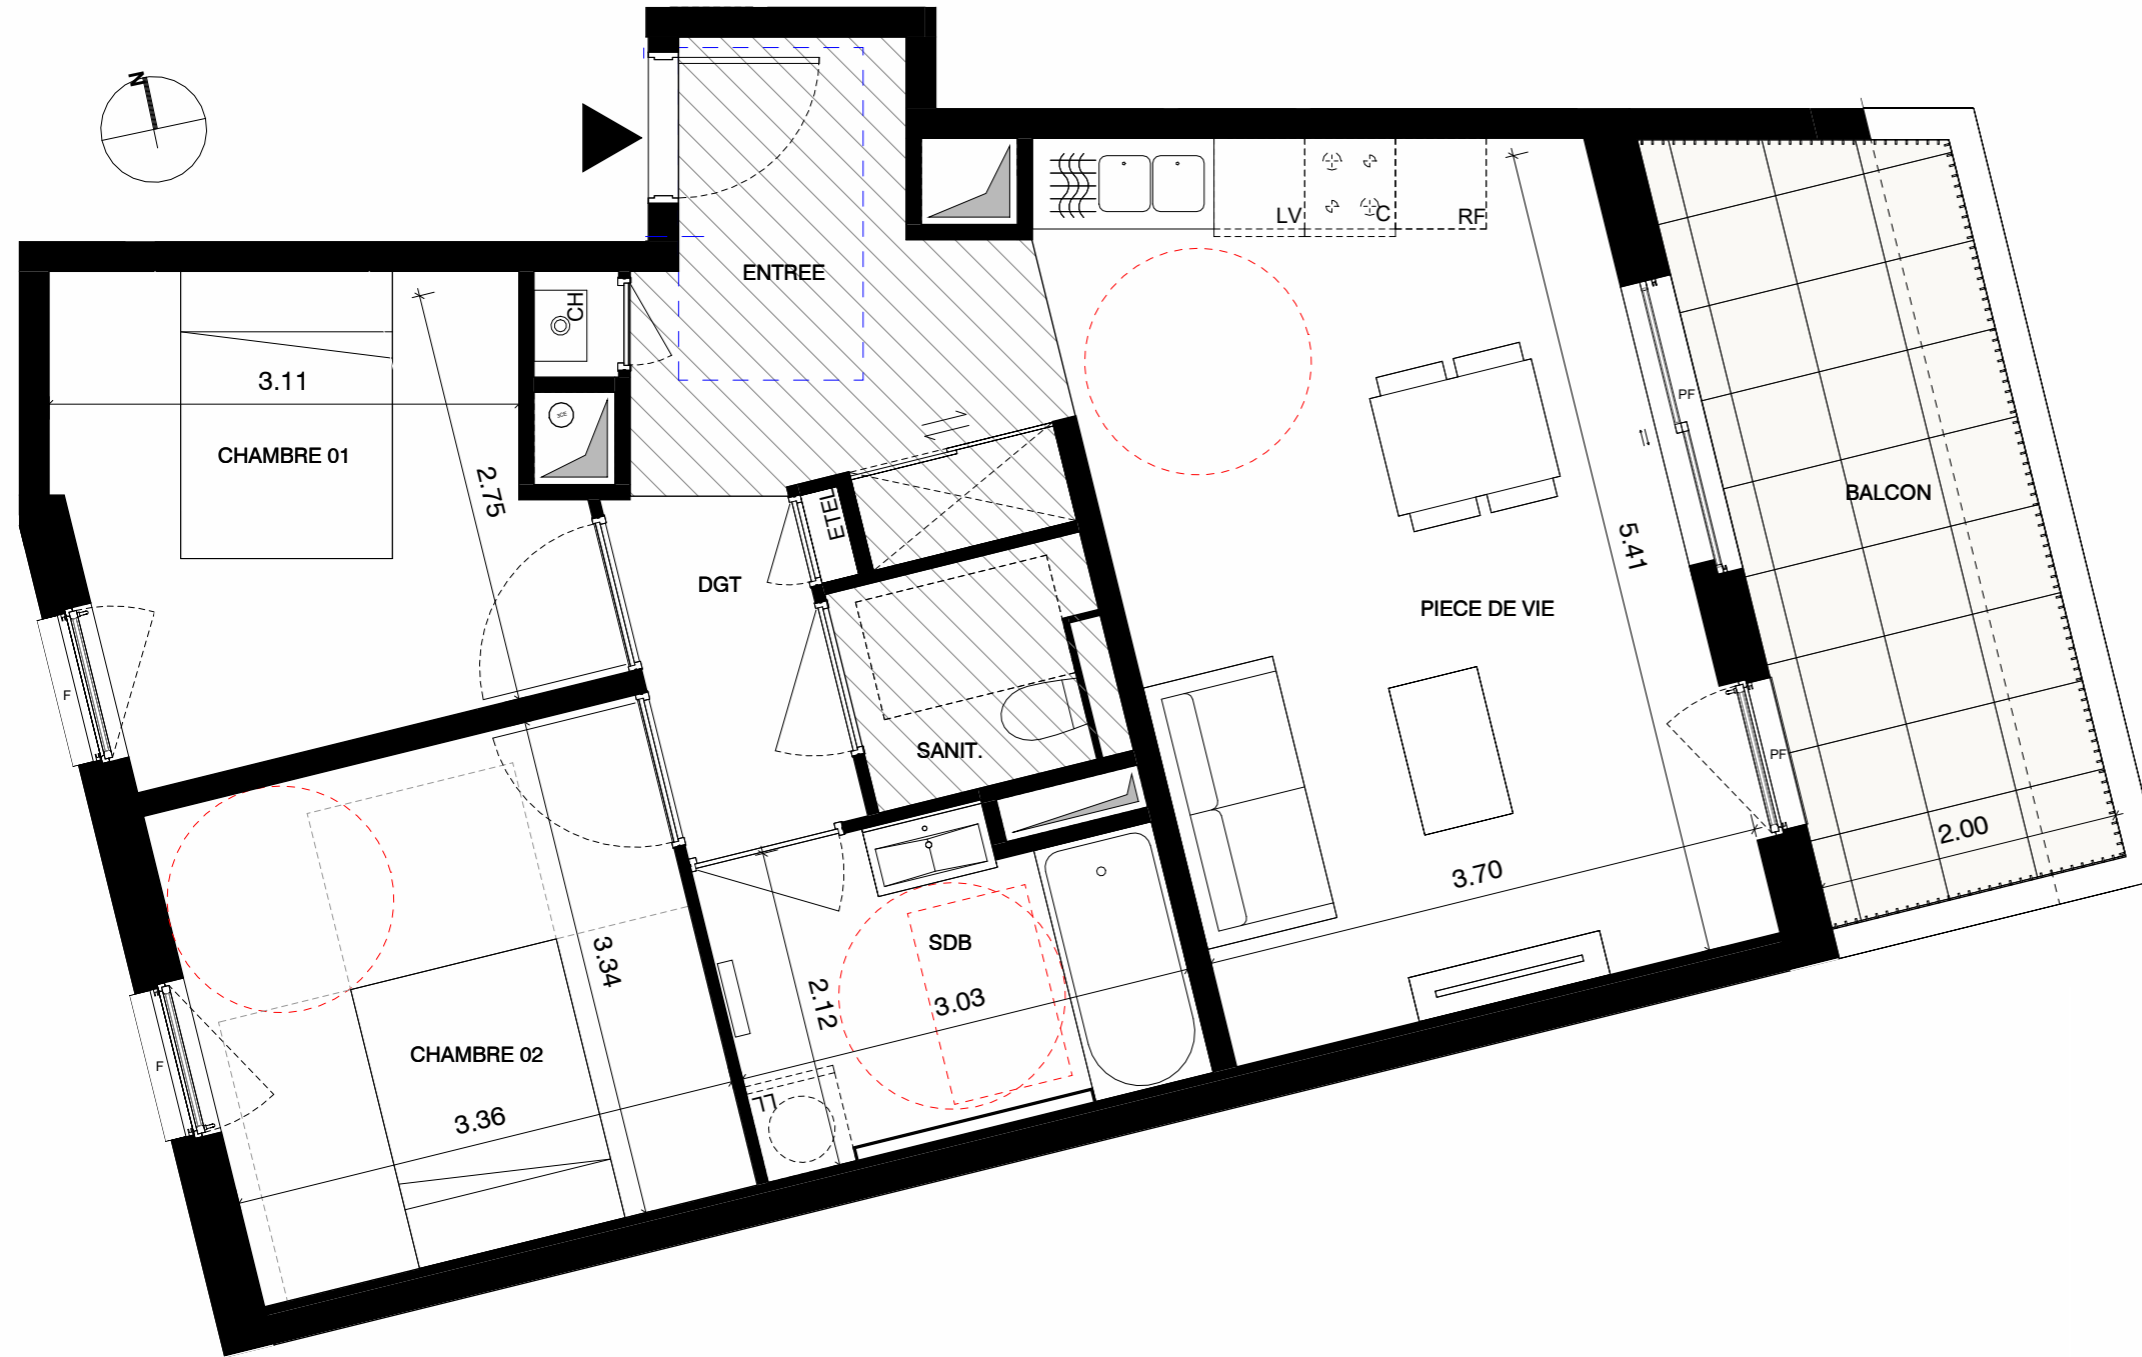 N
ENTREE
LV
C
RF
CH
3.11
CHAMBRE 01
2.75
ETEL
DGT
PF
BALCON
5.41
PIECE DE VIE
F
SANIT.
PF
2.00
3.70
SDB
3.34
2.12
3.03
CHAMBRE 02
F
3.36
LL